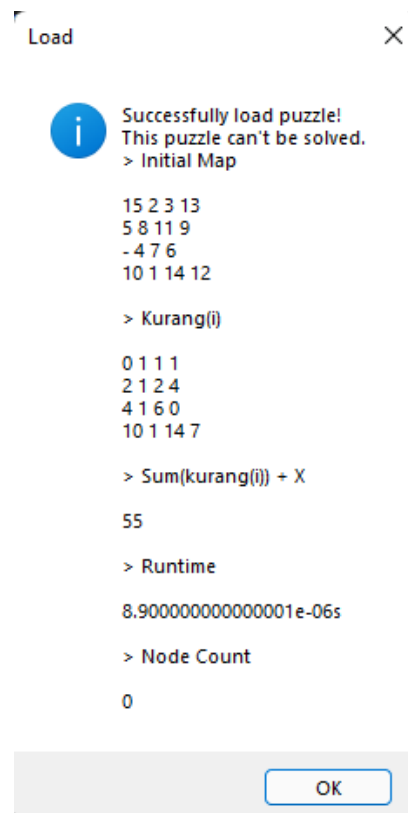 Load
Successfully load puzzle!
This puzzle can't be solved.
> Initial Map
15 2 3 13
5 8 11 9
- 4 7 6
10 1 14 12
> Kurang(i)
0 1 1 1
2 1 2 4
4 1 6 0
10 1 14 7
> Sum(kurang(i)) + X
55
> Runtime
8.900000000000001e-06s
> Node Count
0
OK